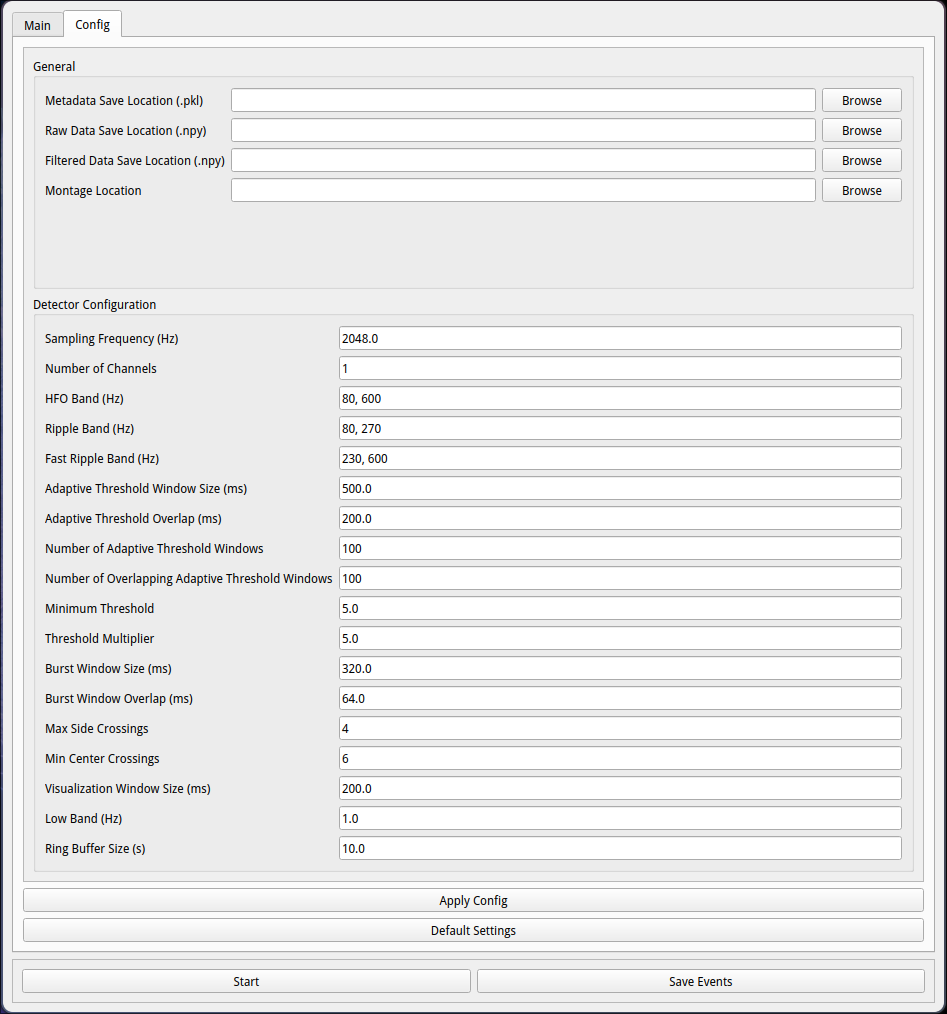 Main Config
General
Metadata Save Location (.pkl) Browse
Raw Data Save Location (.npy) Browse
Filtered Data Save Location (.npy) Browse
Montage Location Browse
Detector Configuration
Sampling Frequency (Hz) 2048.0
Number of Channels 1
HFO Band (Hz) 80, 600
Ripple Band (Hz) 80, 270
Fast Ripple Band (Hz) 230, 600
Adaptive Threshold Window Size (ms) 500.0
Adaptive Threshold Overlap (ms) 200.0
Number of Adaptive Threshold Windows 100
Number of Overlapping Adaptive Threshold Windows 100
Minimum Threshold 5.0
Threshold Multiplier 5.0
Burst Window Size (ms) 320.0
Burst Window Overlap (ms) 64.0
Max Side Crossings 4
Min Center Crossings 6
Visualization Window Size (ms) 200.0
Low Band (Hz) 1.0
Ring Buffer Size (s) 10.0
Apply Config
Default Settings
Start Save Events